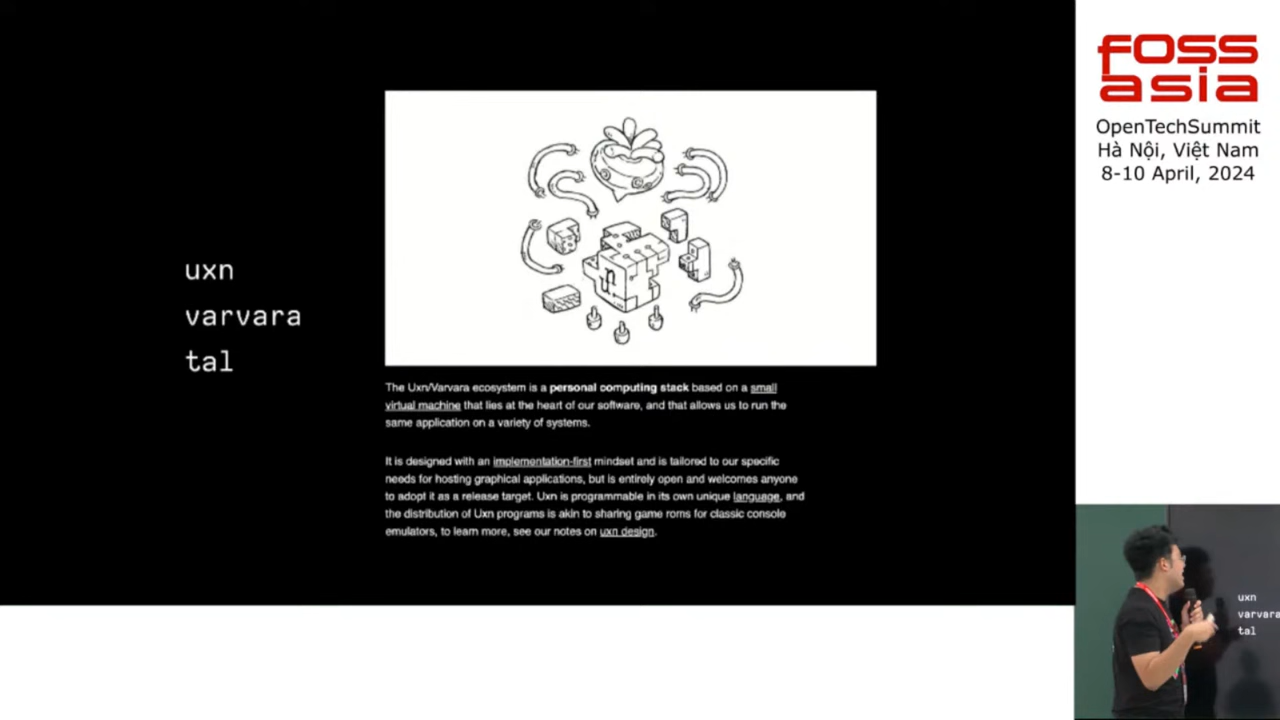 uxn
varvara
tal
un
The Uxn/Varvara ecosystem is a personal computing stack based on a small
virtual machine that lies at the heart of our software, and that allows us to run the
same application on a variety of systems.
It is designed with an implementation-first mindset and is tailored to our specific
needs for hosting graphical applications, but is entirely open and welcomes anyone
to adopt it as a release target. Uxn is programmable in its own unique language, and
the distribution of Uxn programs is akin to sharing game roms for classic console
emulators, to learn more, see our notes on uxn design.
FOSS
asia
OpenTechSummit
Hà Nội, Việt Nam
8-10 April, 2024
uxn
varvara
tal